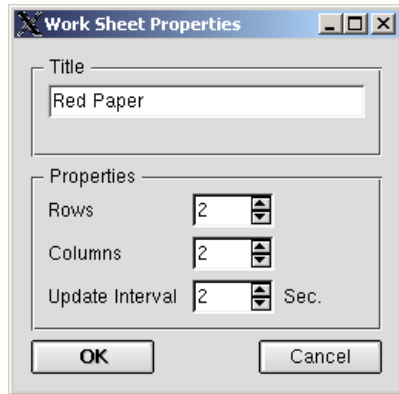 Work Sheet Properties
Title
Red Paper
Properties
Rows 2
Columns 2
Update Interval 2 Sec.
OK Cancel